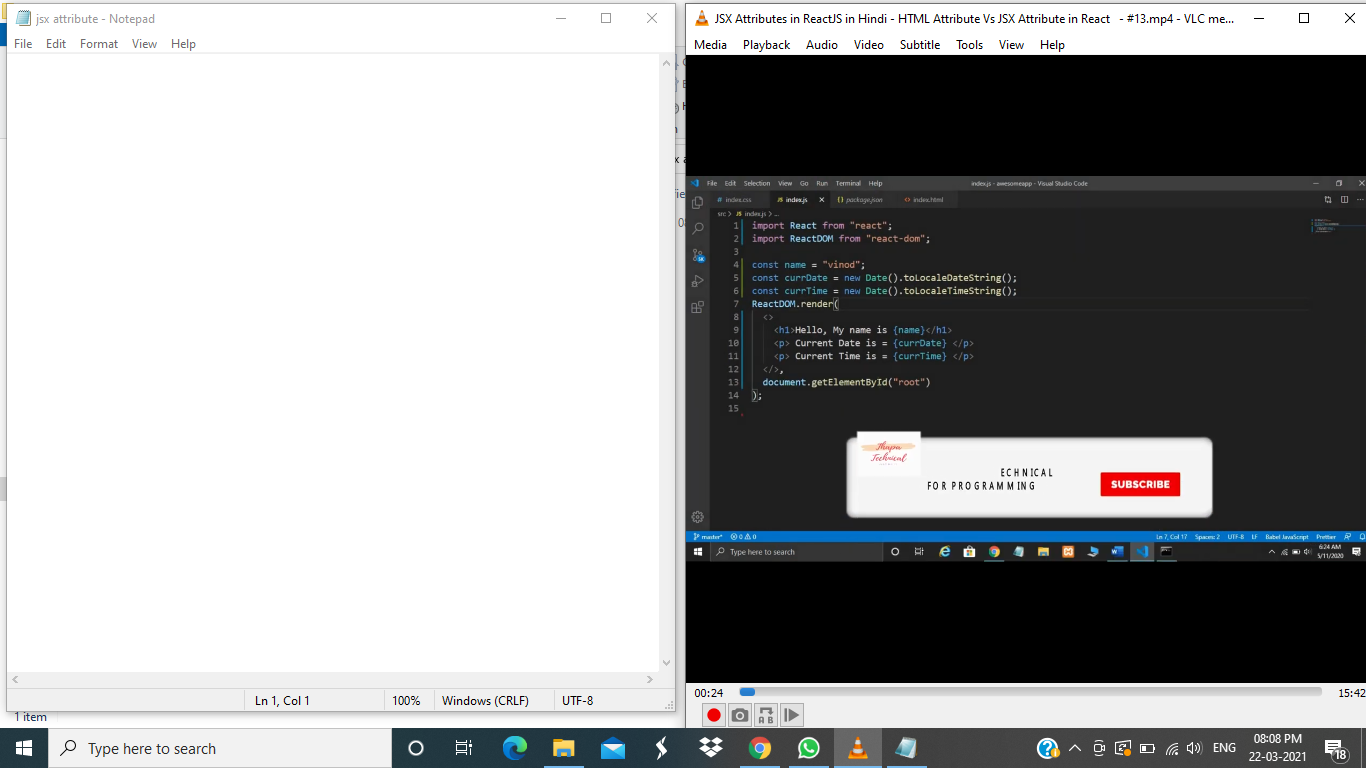 jsx attribute - Notepad
File Edit Format View Help
Ln 1, Col 1 100% Windows (CRLF) UTF-8
1 item
JSX Attributes in ReactJS in Hindi - HTML Attribute Vs JSX Attribute in React - #13.mp4 - VLC me...
Media Playback Audio Video Subtitle Tools View Help
File Edit Selection View Go Run Terminal Help index.js - awesomeapp - Visual Studio Code
# index.css JS index.js {} package.json <> index.html
src > JS index.js > ...
1 import React from "react";
2 import ReactDOM from "react-dom";
3
4 const name = "vinod";
5 const currDate = new Date().toLocaleDateString();
6 const currTime = new Date().toLocaleTimeString();
7 ReactDOM.render(
8 <>
9 <h1>Hello, My name is {name}</h1>
10 <p> Current Date is = {currDate} </p>
11 <p> Current Time is = {currTime} </p>
12 </>,
13 document.getElementById("root")
14 );
15
Thapa
Technical
ECHNICAL
FOR PROGRAMMING
SUBSCRIBE
master* 0 0 Ln 7, Col 17 Spaces: 2 UTF-8 LF Babel JavaScript Prettier
Type here to search
6:24 AM
5/11/2020
00:24 15:42
A B
Type here to search
ENG
08:08 PM
22-03-2021
18